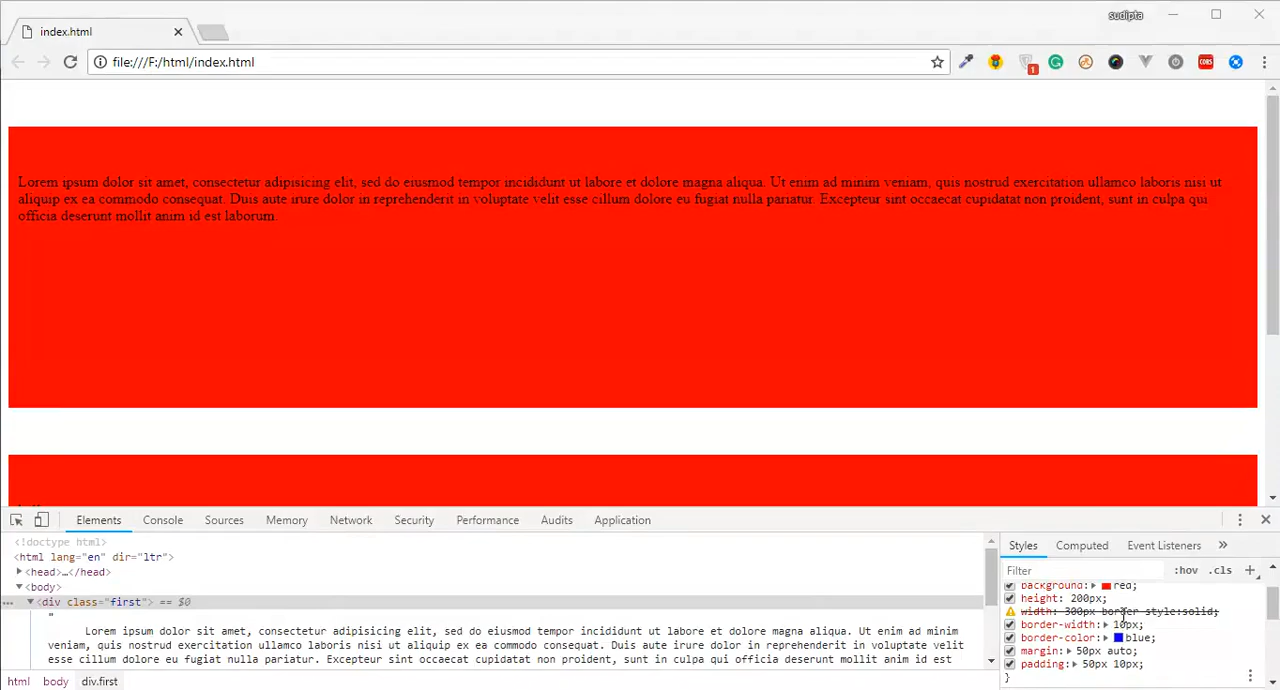 sudipta
index.html
file:///F:/html/index.html
1
CORS
Lorem ipsum dolor sit amet, consectetur adipisicing elit, sed do eiusmod tempor incididunt ut labore et dolore magna aliqua. Ut enim ad minim veniam, quis nostrud exercitation ullamco laboris nisi ut
aliquip ex ea commodo consequat. Duis aute irure dolor in reprehenderit in voluptate velit esse cillum dolore eu fugiat nulla pariatur. Excepteur sint occaecat cupidatat non proident, sunt in culpa qui
officia deserunt mollit anim id est laborum.
Elements Console Sources Memory Network Security Performance Audits Application
<!doctype html>
<html lang="en" dir="ltr">
<head>…</head>
<body>
<div class="first"> == $0
"
Lorem ipsum dolor sit amet, consectetur adipisicing elit, sed do eiusmod tempor incididunt ut labore et dolore magna aliqua. Ut enim ad minim
veniam, quis nostrud exercitation ullamco laboris nisi ut aliquip ex ea commodo consequat. Duis aute irure dolor in reprehenderit in voluptate velit
esse cillum dolore eu fugiat nulla pariatur. Excepteur sint occaecat cupidatat non proident, sunt in culpa qui officia deserunt mollit anim id est
html body div.first
Styles Computed Event Listeners »
Filter :hov .cls +
background: red;
height: 200px;
width: 300px border-style:solid;
border-width: 10px;
border-color: blue;
margin: 50px auto;
padding: 50px 10px;
}